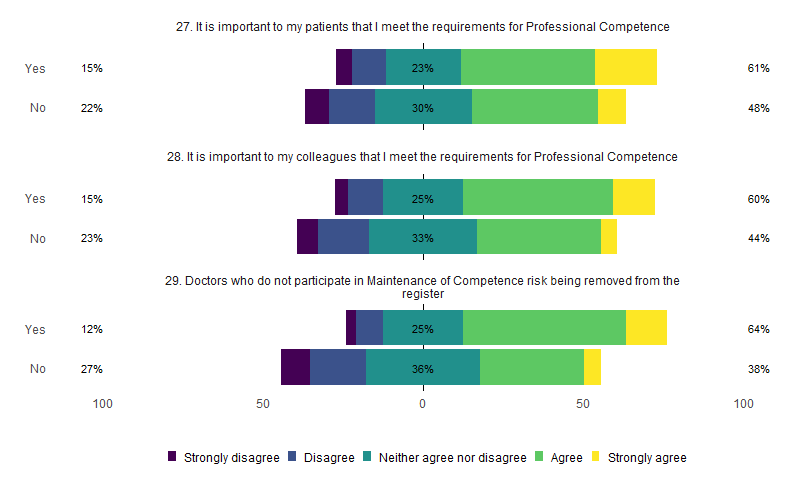 27. It is important to my patients that I meet the requirements for Professional Competence
Yes 15% 23% 61%
No 22% 30% 48%
28. It is important to my colleagues that I meet the requirements for Professional Competence
Yes 15% 25% 60%
No 23% 33% 44%
29. Doctors who do not participate in Maintenance of Competence risk being removed from the
register
Yes 12% 25% 64%
No 27% 36% 38%
100 50 0 50 100
Strongly disagree Disagree Neither agree nor disagree Agree Strongly agree